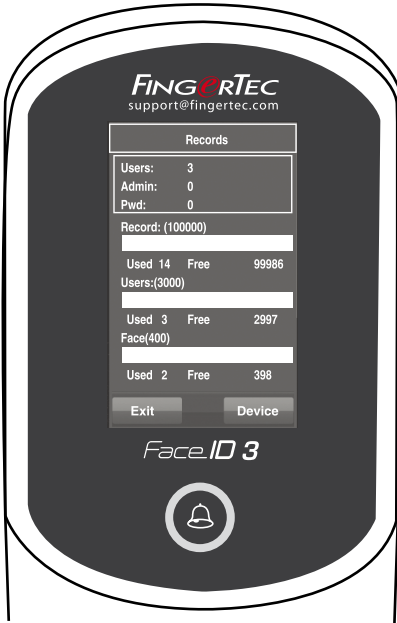 FINGERTEC
support@fingertec.com
Records
Users: 3
Admin: 0
Pwd: 0
Record: (100000)
Used 14 Free 99986
Users:(3000)
Used 3 Free 2997
Face(400)
Used 2 Free 398
Exit Device
Face ID 3